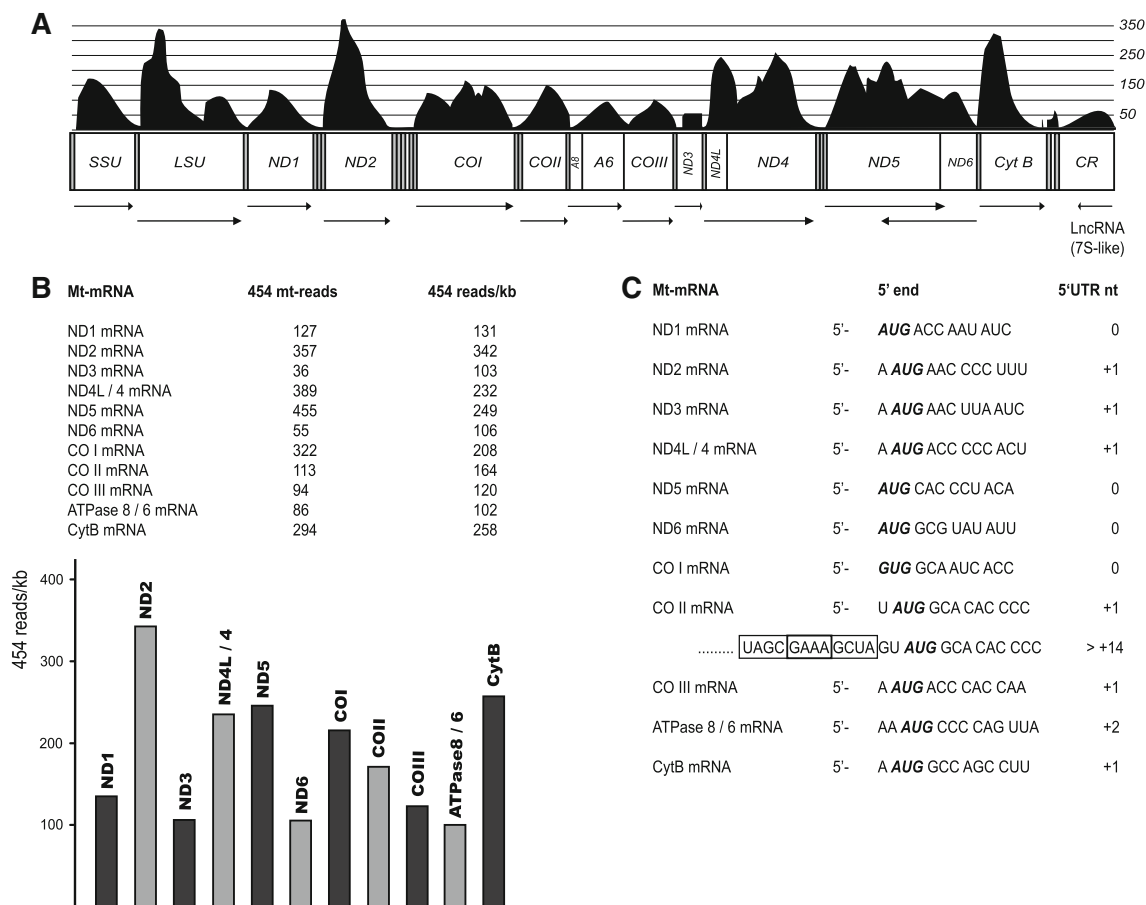 A
350
250
150
50
SSU LSU ND1 ND2 COI COII A8 A6 COIII ND3 ND4L ND4 ND5 ND6 Cyt B CR
LncRNA
(7S-like)
B
Mt-mRNA 454 mt-reads 454 reads/kb
ND1 mRNA 127 131
ND2 mRNA 357 342
ND3 mRNA 36 103
ND4L / 4 mRNA 389 232
ND5 mRNA 455 249
ND6 mRNA 55 106
CO I mRNA 322 208
CO II mRNA 113 164
CO III mRNA 94 120
ATPase 8 / 6 mRNA 86 102
CytB mRNA 294 258
454 reads/kb
400
300
200
100
ND1
ND2
ND3
ND4L / 4
ND5
ND6
COI
COII
COIII
ATPase8 / 6
CytB
C
Mt-mRNA 5' end 5'UTR nt
ND1 mRNA 5'- AUG ACC AAU AUC 0
ND2 mRNA 5'- A AUG AAC CCC UUU +1
ND3 mRNA 5'- A AUG AAC UUA AUC +1
ND4L / 4 mRNA 5'- A AUG ACC CCC ACU +1
ND5 mRNA 5'- AUG CAC CCU ACA 0
ND6 mRNA 5'- AUG GCG UAU AUU 0
CO I mRNA 5'- GUG GCA AUC ACC 0
CO II mRNA 5'- U AUG GCA CAC CCC +1
......... UAGC GAAA GCUA GU AUG GCA CAC CCC > +14
CO III mRNA 5'- A AUG ACC CAC CAA +1
ATPase 8 / 6 mRNA 5'- AA AUG CCC CAG UUA +2
CytB mRNA 5'- A AUG GCC AGC CUU +1